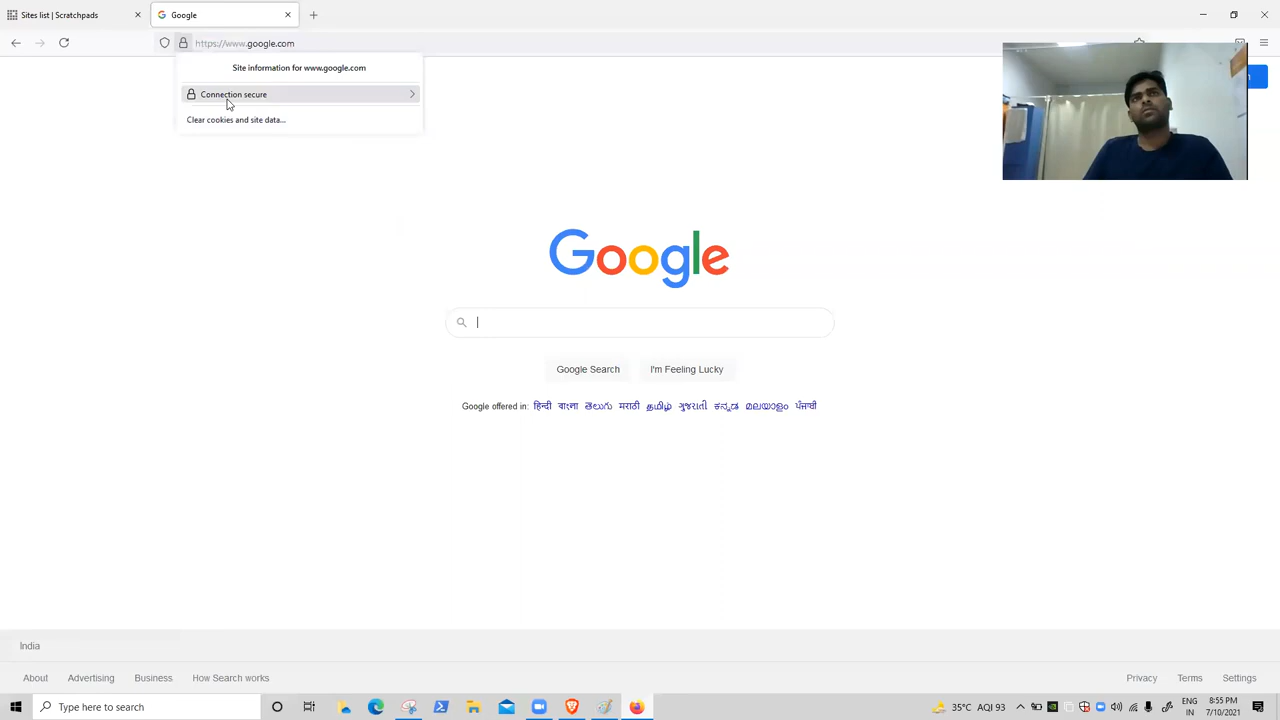 Sites list | Scratchpads
Google
https://www.google.com
Site information for www.google.com
Connection secure
Clear cookies and site data...
Google
Google Search
I'm Feeling Lucky
Google offered in: हिन्दी বাংলা తెలుగు मराठी தமிழ் ગુજરાતી ಕನ್ನಡ മലയാളം ਪੰਜਾਬੀ
India
About Advertising Business How Search works
Privacy Terms Settings
Type here to search
35°C AQI 93
ENG
IN
8:55 PM
7/10/2021